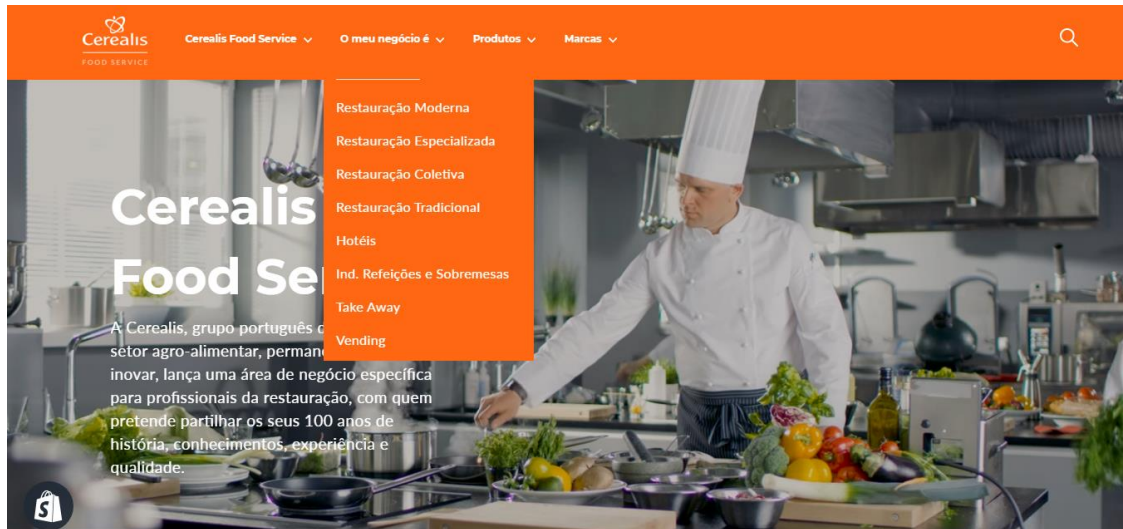 Cerealis
FOOD SERVICE
Cerealis Food Service
O meu negócio é
Produtos
Marcas
Restauração Moderna
Restauração Especializada
Restauração Coletiva
Restauração Tradicional
Hotéis
Ind. Refeições e Sobremesas
Take Away
Vending
Cerealis
Food Se
A Cerealis, grupo português
setor agro-alimentar,
inovar, lança uma área de negócio específica
para profissionais da restauração, com quem
pretende partilhar os seus 100 anos de
história, conhecimentos, experiência e
qualidade.
S